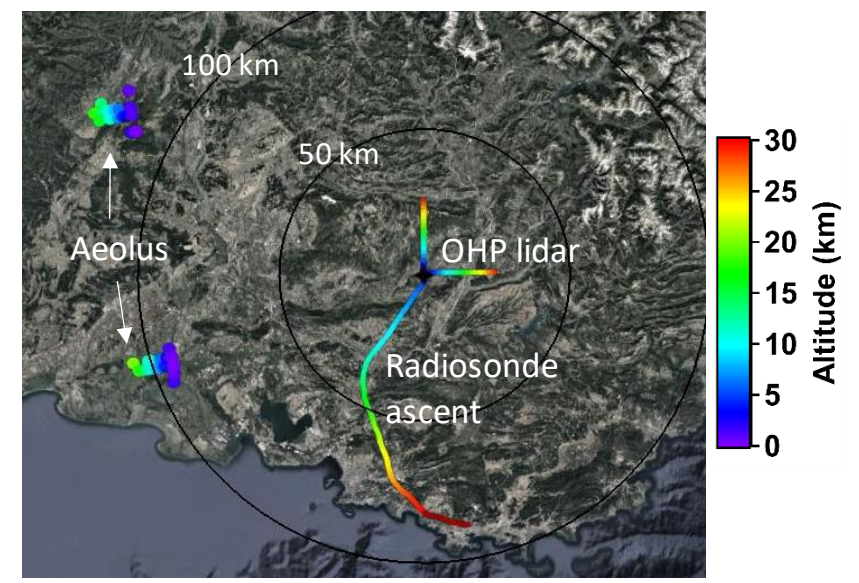 100 km
50 km
Aeolus
OHP lidar
Radiosonde
ascent
30
25
20
15
10
5
0
Altitude (km)